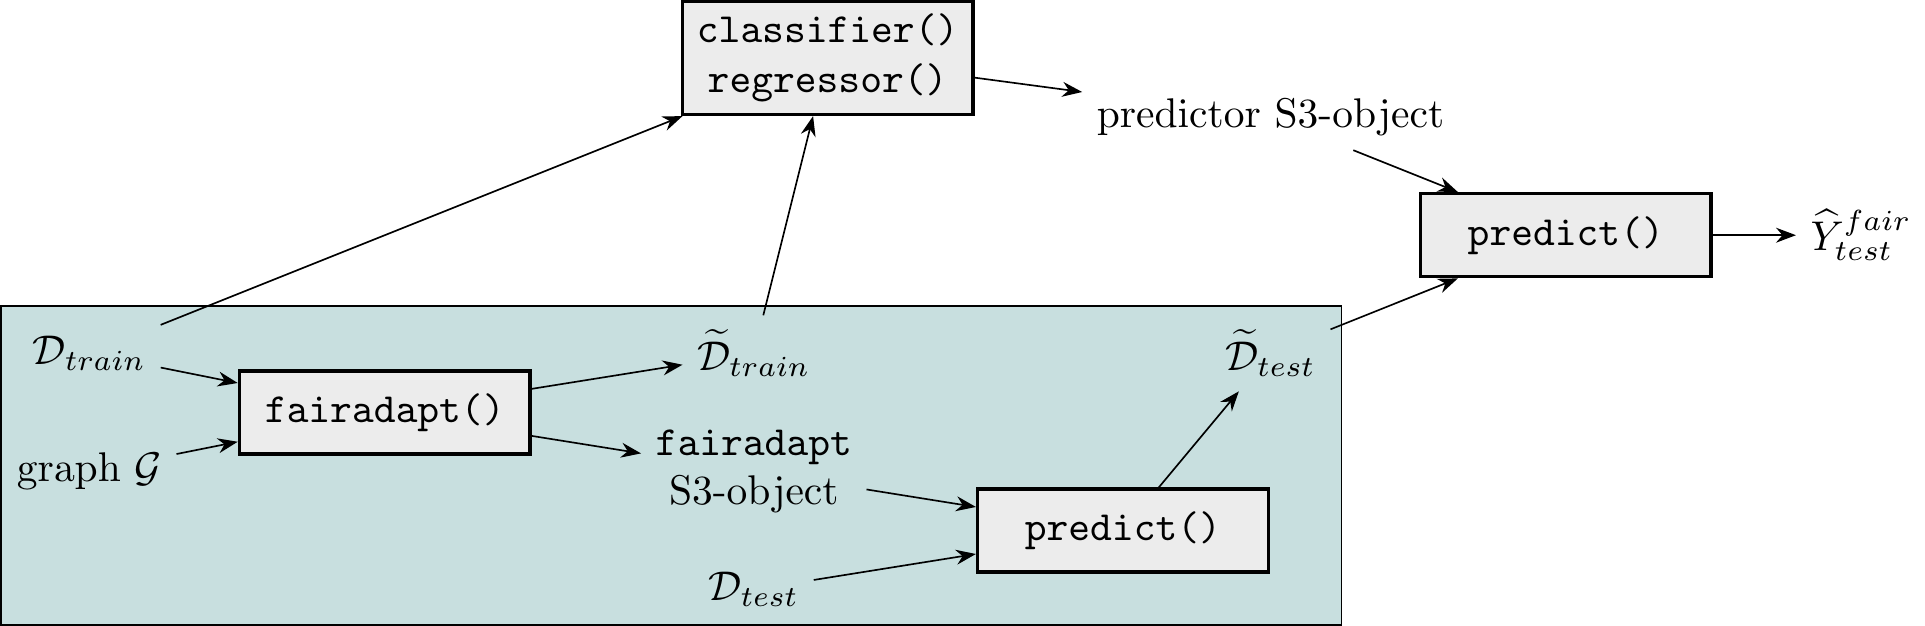 classifier()
regressor()
predictor S3-object
predict()
$\widehat{Y}^{fair}_{test}$
$\mathcal{D}_{train}$
$\widetilde{\mathcal{D}}_{train}$
$\widetilde{\mathcal{D}}_{test}$
fairadapt()
graph $\mathcal{G}$
fairadapt
S3-object
predict()
$\mathcal{D}_{test}$